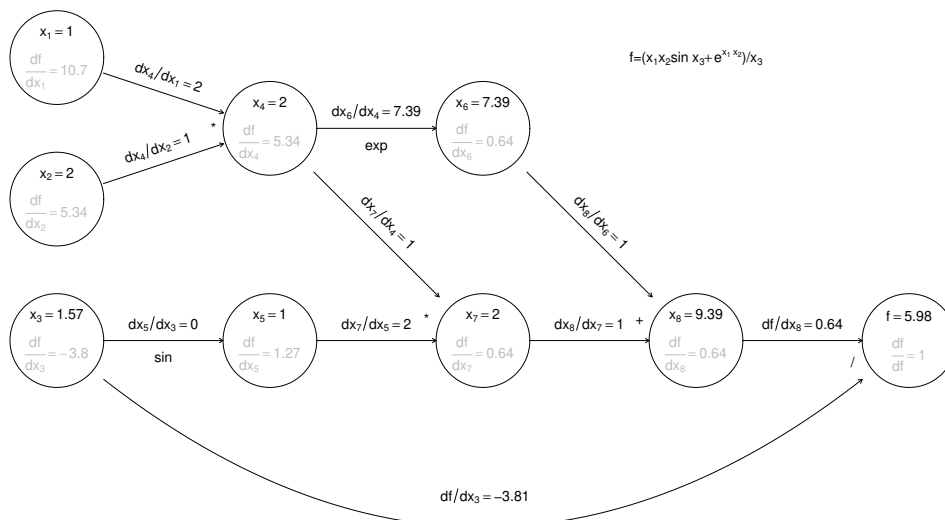 x₁ = 1
df/dx₁ = 10.7
dx₄/dx₁ = 2
f=(x₁x₂sin x₃+e^{x₁ x₂})/x₃
x₄ = 2
df/dx₄ = 5.34
*
dx₆/dx₄ = 7.39
exp
x₆ = 7.39
df/dx₆ = 0.64
dx₄/dx₂ = 1
x₂ = 2
df/dx₂ = 5.34
dx₇/dx₄ = 1
dx₈/dx₆ = 1
x₃ = 1.57
df/dx₃ = −3.8
dx₅/dx₃ = 0
sin
x₅ = 1
df/dx₅ = 1.27
dx₇/dx₅ = 2
*
x₇ = 2
df/dx₇ = 0.64
dx₈/dx₇ = 1
+
x₈ = 9.39
df/dx₈ = 0.64
df/dx₈ = 0.64
/
f = 5.98
df/df = 1
df/dx₃ = −3.81